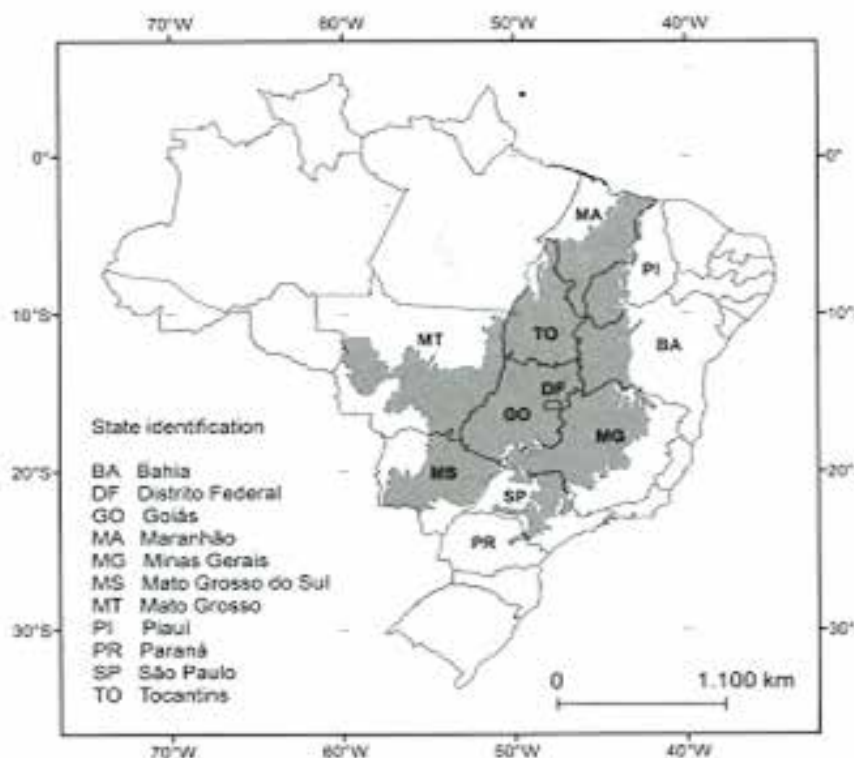 70°W 60°W 50°W 40°W
0° 0°
MA
PI
10°S 10°S
TO
MT
BA
DF
GO
MG
State identification
BA Bahia
DF Distrito Federal
GO Goiás
MA Maranhão
MG Minas Gerais
MS Mato Grosso do Sul
MT Mato Grosso
PI Piauí
PR Paraná
SP São Paulo
TO Tocantins
MS
20°S 20°
SP
PR
30°S 30°
0 1.100 km
70°W 60°W 50°W 40°W